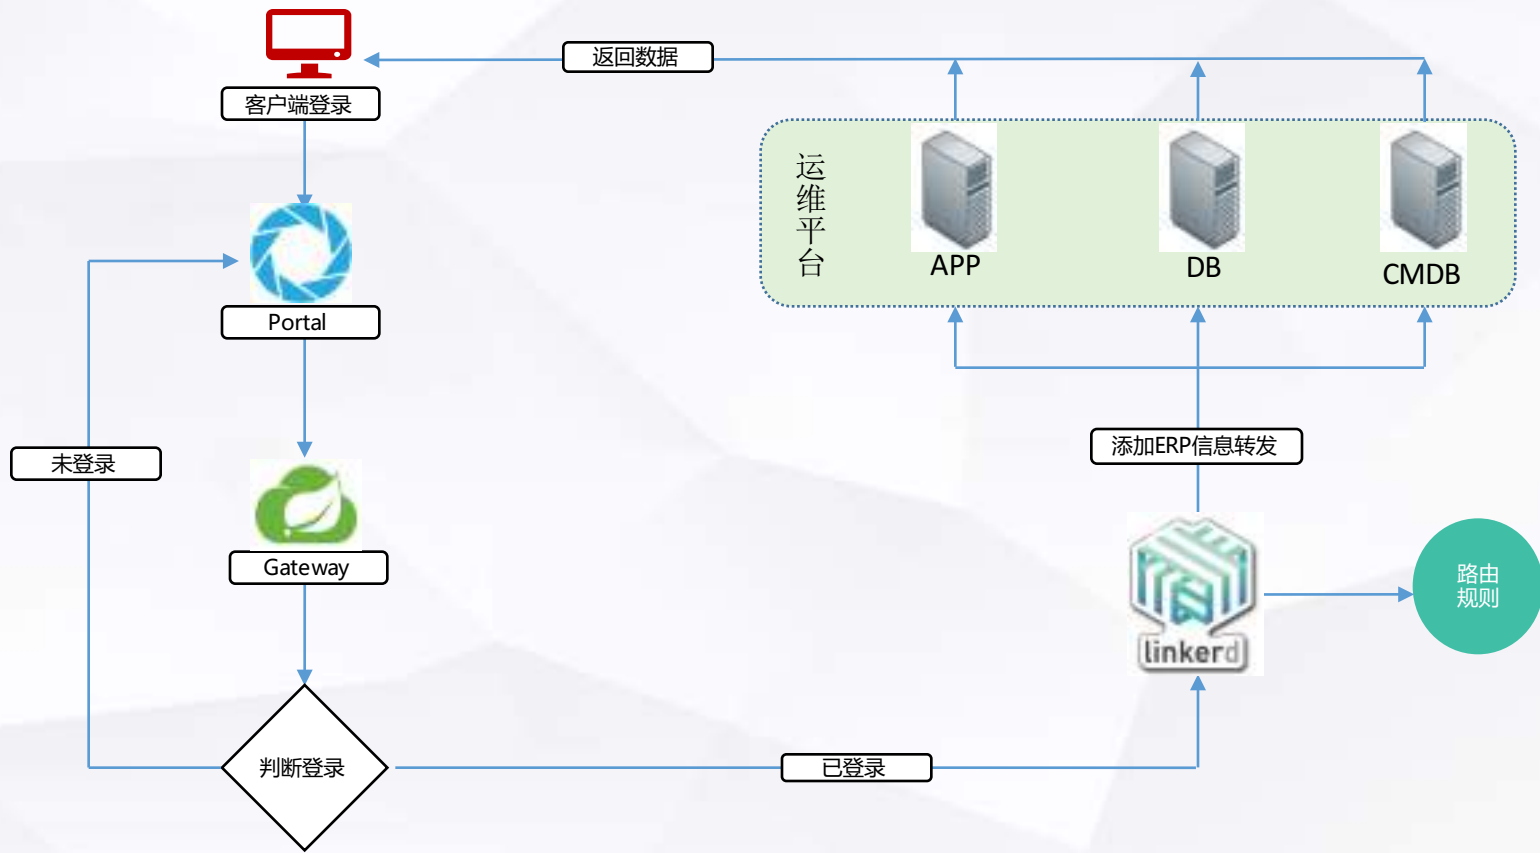 返回数据
客户端登录
运维平台
APP
DB
CMDB
Portal
未登录
添加ERP信息转发
Gateway
linkerd
路由
规则
判断登录
已登录